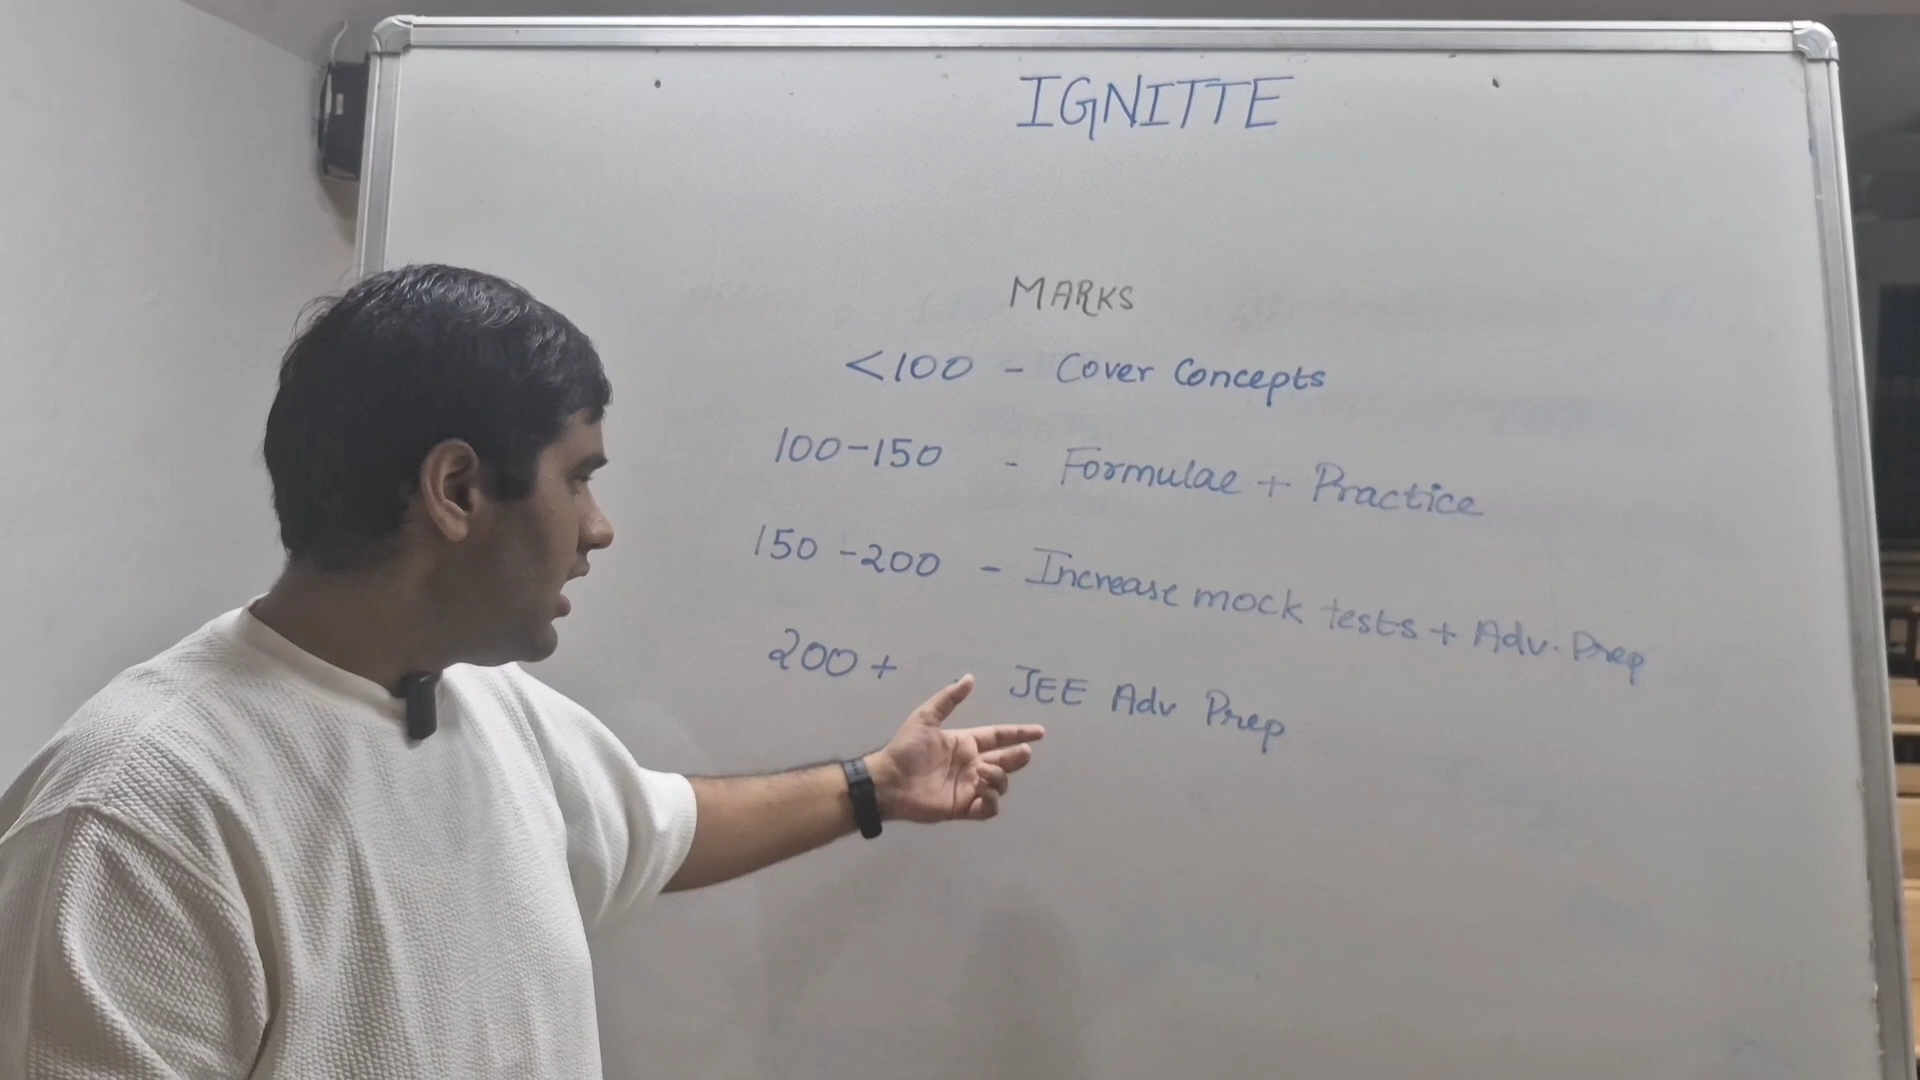 IGNITTE
MARKS
<100 - Cover Concepts
100-150 - Formulae + Practice
150-200 - Increase mock tests + Adv. Prep
200+ - JEE Adv Prep